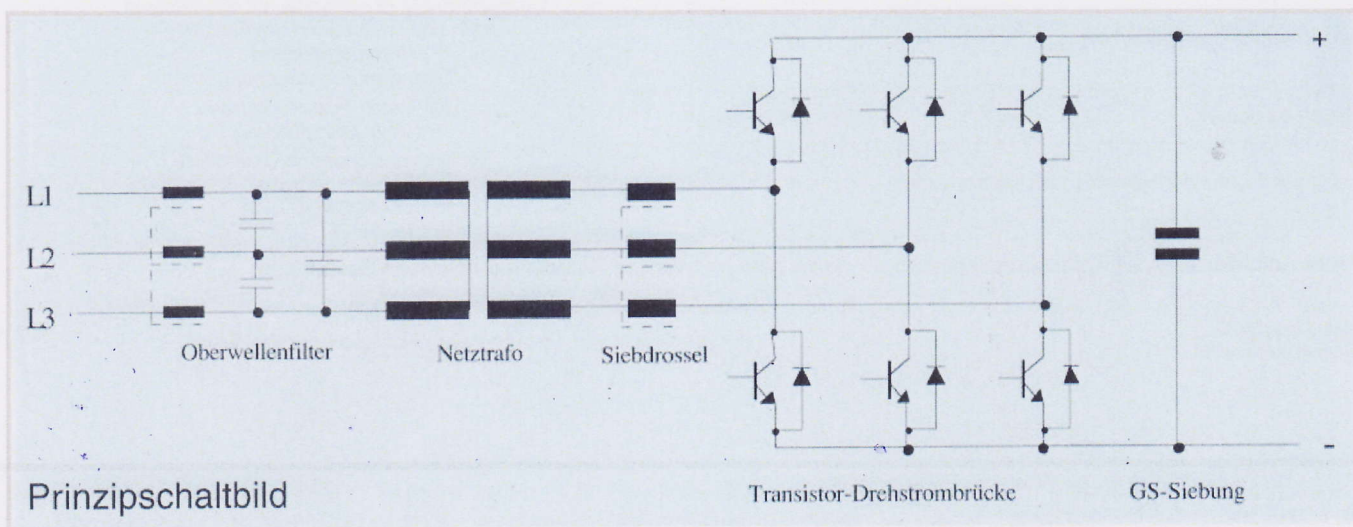 +
L1
L2
L3
Oberwellenfilter
Netztrafo
Siebdrossel
-
Prinzipschaltbild
Transistor-Drehstrombrücke
GS-Siebung